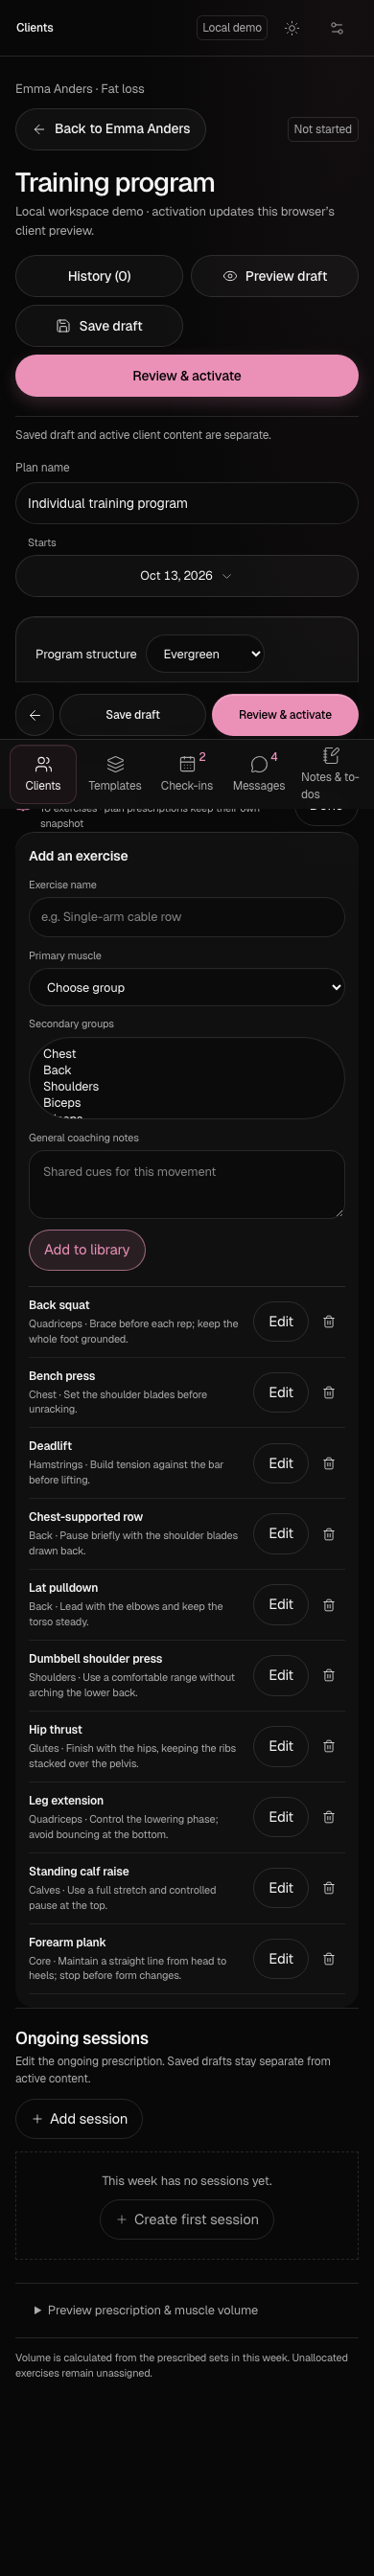 Clients
Local demo
Emma Anders · Fat loss
Back to Emma Anders
Not started
Training program
Local workspace demo · activation updates this browser's
client preview.
History (0)
Preview draft
Save draft
Review & activate
Saved draft and active client content are separate.
Plan name
Individual training program
Starts
Oct 13, 2026
Program structure
Evergreen
Save draft
Review & activate
Clients
Templates
2
Check-ins
4
Messages
Notes & to-
dos
snapshot
Add an exercise
Exercise name
e.g. Single-arm cable row
Primary muscle
Choose group
Secondary groups
Chest
Back
Shoulders
Biceps
General coaching notes
Shared cues for this movement
Add to library
Back squat
Quadriceps · Brace before each rep; keep the
whole foot grounded.
Edit
Bench press
Chest · Set the shoulder blades before
unracking.
Edit
Deadlift
Hamstrings · Build tension against the bar
before lifting.
Edit
Chest-supported row
Back · Pause briefly with the shoulder blades
drawn back.
Edit
Lat pulldown
Back · Lead with the elbows and keep the
torso steady.
Edit
Dumbbell shoulder press
Shoulders · Use a comfortable range without
arching the lower back.
Edit
Hip thrust
Glutes · Finish with the hips, keeping the ribs
stacked over the pelvis.
Edit
Leg extension
Quadriceps · Control the lowering phase;
avoid bouncing at the bottom.
Edit
Standing calf raise
Calves · Use a full stretch and controlled
pause at the top.
Edit
Forearm plank
Core · Maintain a straight line from head to
heels; stop before form changes.
Edit
Ongoing sessions
Edit the ongoing prescription. Saved drafts stay separate from
active content.
Add session
This week has no sessions yet.
Create first session
Preview prescription & muscle volume
Volume is calculated from the prescribed sets in this week. Unallocated
exercises remain unassigned.